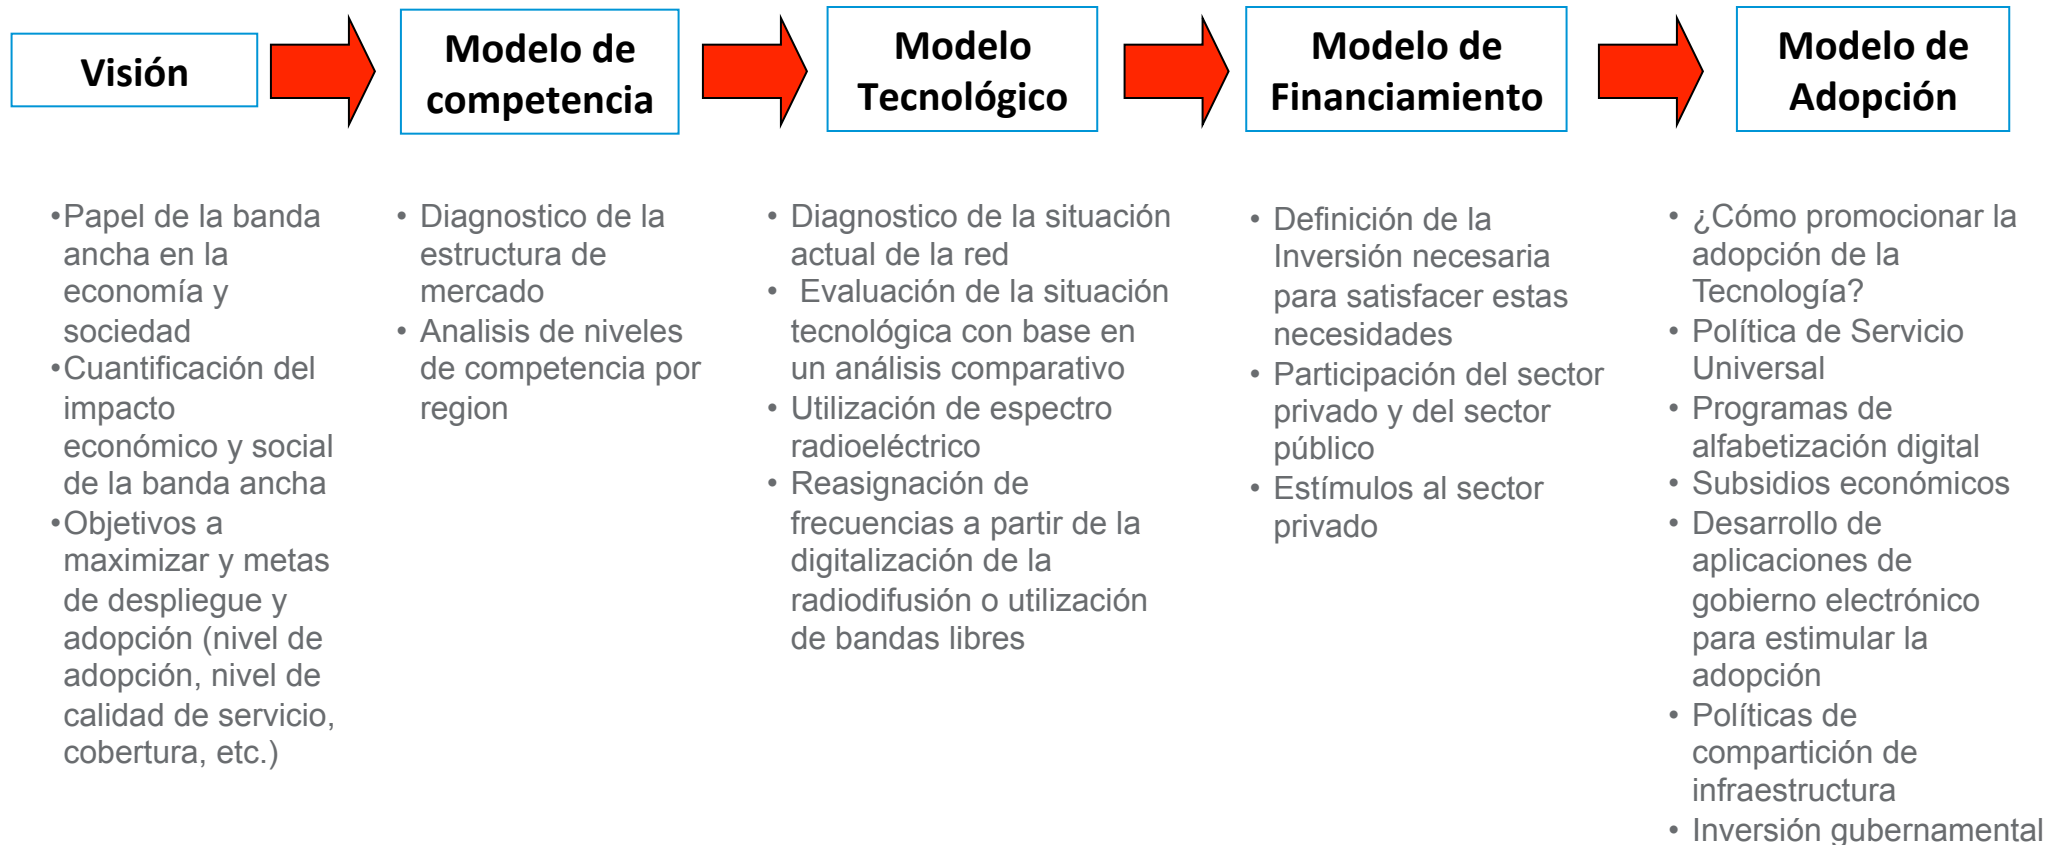 Visión
Modelo de
competencia
Modelo
Tecnológico
Modelo de
Financiamiento
Modelo de
Adopción
•Papel de la banda
ancha en la
economía y
sociedad
•Cuantificación del
impacto
económico y social
de la banda ancha
•Objetivos a
maximizar y metas
de despliegue y
adopción (nivel de
adopción, nivel de
calidad de servicio,
cobertura, etc.)
• Diagnostico de la
estructura de
mercado
• Analisis de niveles
de competencia por
region
• Diagnostico de la situación
actual de la red
• Evaluación de la situación
tecnológica con base en
un análisis comparativo
• Utilización de espectro
radioeléctrico
• Reasignación de
frecuencias a partir de la
digitalización de la
radiodifusión o utilización
de bandas libres
• Definición de la
Inversión necesaria
para satisfacer estas
necesidades
• Participación del sector
privado y del sector
público
• Estímulos al sector
privado
• ¿Cómo promocionar la
adopción de la
Tecnología?
• Política de Servicio
Universal
• Programas de
alfabetización digital
• Subsidios económicos
• Desarrollo de
aplicaciones de
gobierno electrónico
para estimular la
adopción
• Políticas de
compartición de
infraestructura
• Inversión gubernamental